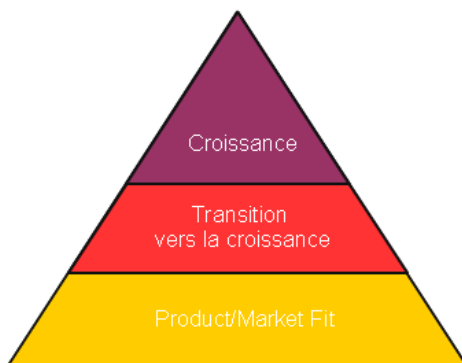 Croissance
Transition
vers la croissance
Product/Market Fit